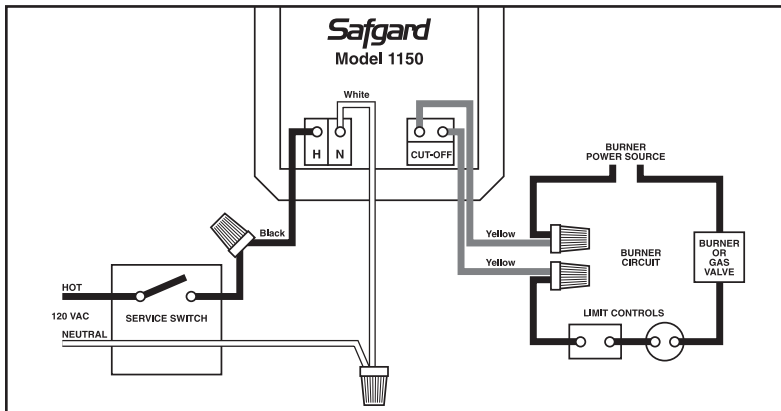 Safgard
Model 1150
White
H
N
CUT-OFF
BURNER
POWER SOURCE
Black
Yellow
Yellow
BURNER
CIRCUIT
BURNER
OR
GAS
VALVE
HOT
120 VAC
SERVICE SWITCH
NEUTRAL
LIMIT CONTROLS